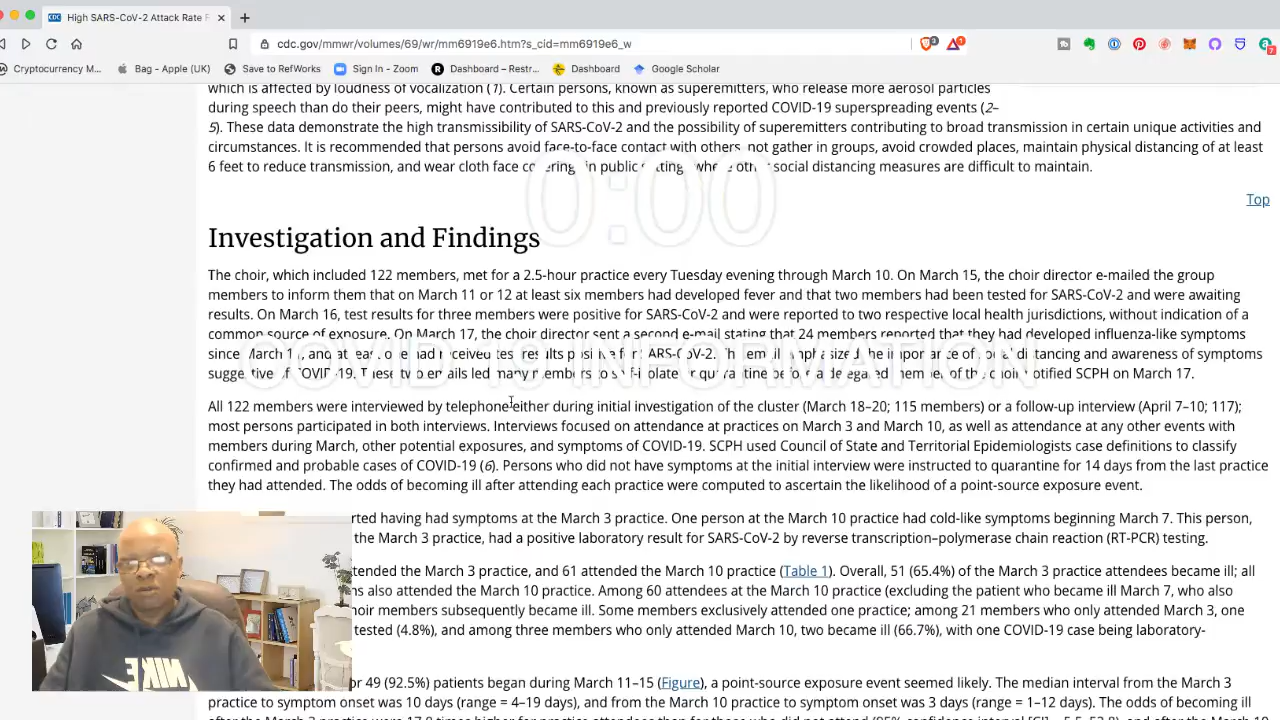 High SARS-CoV-2 Attack Rate F
cdc.gov/mmwr/volumes/69/wr/mm6919e6.htm?s_cid=mm6919e6_w
Cryptocurrency M... Bag - Apple (UK) Save to RefWorks Sign In - Zoom Dashboard – Restr... Dashboard Google Scholar
which is affected by loudness of vocalization (1). Certain persons, known as superemitters, who release more aerosol particles
during speech than do their peers, might have contributed to this and previously reported COVID-19 superspreading events (2–
5). These data demonstrate the high transmissibility of SARS-CoV-2 and the possibility of superemitters contributing to broad transmission in certain unique activities and
circumstances. It is recommended that persons avoid face-to-face contact with others, not gather in groups, avoid crowded places, maintain physical distancing of at least
6 feet to reduce transmission, and wear cloth face coverings in public settings where other social distancing measures are difficult to maintain.
0:00
Top
Investigation and Findings
The choir, which included 122 members, met for a 2.5-hour practice every Tuesday evening through March 10. On March 15, the choir director e-mailed the group
members to inform them that on March 11 or 12 at least six members had developed fever and that two members had been tested for SARS-CoV-2 and were awaiting
results. On March 16, test results for three members were positive for SARS-CoV-2 and were reported to two respective local health jurisdictions, without indication of a
common source of exposure. On March 17, the choir director sent a second e-mail stating that 24 members reported that they had developed influenza-like symptoms
since March 11, and at least one had received test results positive for SARS-CoV-2. The email emphasized the importance of social distancing and awareness of symptoms
suggestive of COVID-19. These two emails led many members to self-isolate or quarantine before a delegated member of the choir notified SCPH on March 17.
COVID 19 INFORMATION
All 122 members were interviewed by telephone either during initial investigation of the cluster (March 18–20; 115 members) or a follow-up interview (April 7–10; 117);
most persons participated in both interviews. Interviews focused on attendance at practices on March 3 and March 10, as well as attendance at any other events with
members during March, other potential exposures, and symptoms of COVID-19. SCPH used Council of State and Territorial Epidemiologists case definitions to classify
confirmed and probable cases of COVID-19 (6). Persons who did not have symptoms at the initial interview were instructed to quarantine for 14 days from the last practice
they had attended. The odds of becoming ill after attending each practice were computed to ascertain the likelihood of a point-source exposure event.
rted having had symptoms at the March 3 practice. One person at the March 10 practice had cold-like symptoms beginning March 7. This person,
the March 3 practice, had a positive laboratory result for SARS-CoV-2 by reverse transcription–polymerase chain reaction (RT-PCR) testing.
tended the March 3 practice, and 61 attended the March 10 practice (Table 1). Overall, 51 (65.4%) of the March 3 practice attendees became ill; all
ns also attended the March 10 practice. Among 60 attendees at the March 10 practice (excluding the patient who became ill March 7, who also
hoir members subsequently became ill. Some members exclusively attended one practice; among 21 members who only attended March 3, one
tested (4.8%), and among three members who only attended March 10, two became ill (66.7%), with one COVID-19 case being laboratory-
or 49 (92.5%) patients began during March 11–15 (Figure), a point-source exposure event seemed likely. The median interval from the March 3
practice to symptom onset was 10 days (range = 4–19 days), and from the March 10 practice to symptom onset was 3 days (range = 1–12 days). The odds of becoming ill
NIKE